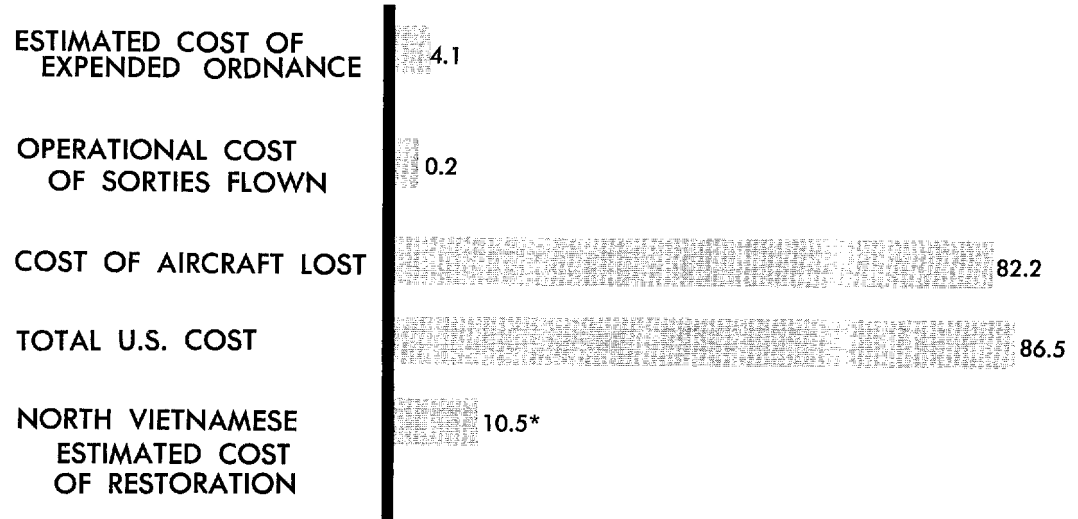 ESTIMATED COST OF
EXPENDED ORDNANCE
4.1
OPERATIONAL COST
OF SORTIES FLOWN
0.2
COST OF AIRCRAFT LOST
82.2
TOTAL U.S. COST
86.5
NORTH VIETNAMESE
ESTIMATED COST
OF RESTORATION
10.5*